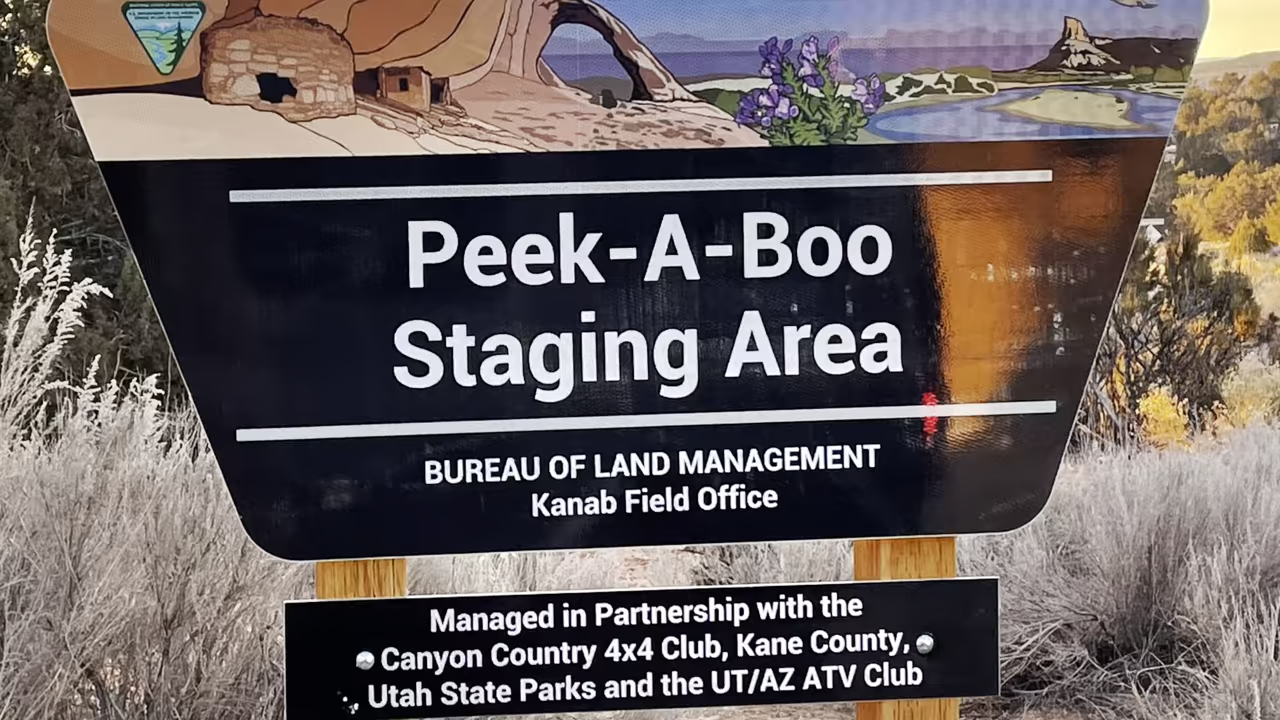 Peek-A-Boo
Staging Area
BUREAU OF LAND MANAGEMENT
Kanab Field Office
Managed in Partnership with the
Canyon Country 4x4 Club, Kane County,
Utah State Parks and the UT/AZ ATV Club